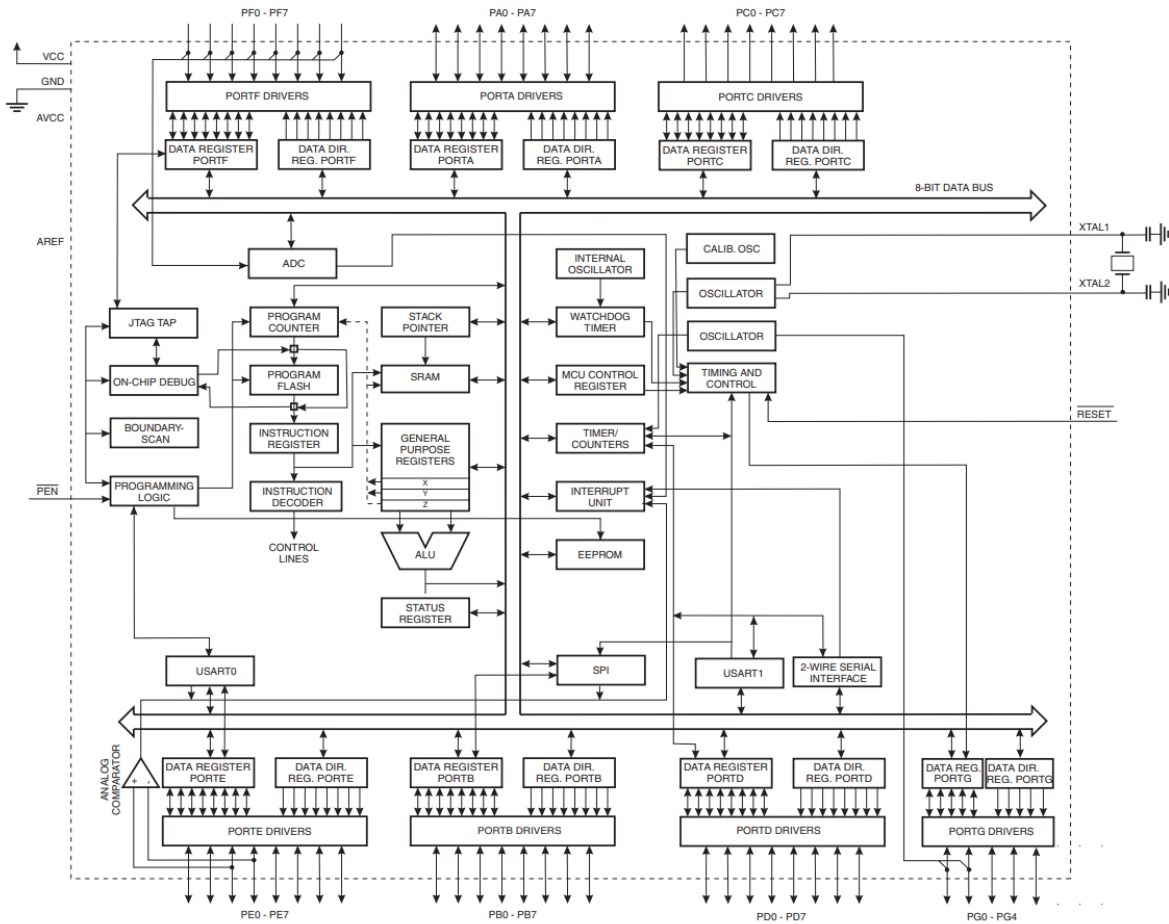 PF0 - PF7
PA0 - PA7
PC0 - PC7
VCC
GND
AVCC
PORTF DRIVERS
PORTA DRIVERS
PORTC DRIVERS
DATA REGISTER
PORTF
DATA DIR.
REG. PORTF
DATA REGISTER
PORTA
DATA DIR.
REG. PORTA
DATA REGISTER
PORTC
DATA DIR.
REG. PORTC
8-BIT DATA BUS
AREF
XTAL1
XTAL2
ADC
INTERNAL
OSCILLATOR
CALIB. OSC
OSCILLATOR
JTAG TAP
PROGRAM
COUNTER
STACK
POINTER
WATCHDOG
TIMER
OSCILLATOR
ON-CHIP DEBUG
PROGRAM
FLASH
SRAM
MCU CONTROL
REGISTER
TIMING AND
CONTROL
RESET
BOUNDARY-
SCAN
INSTRUCTION
REGISTER
GENERAL
PURPOSE
REGISTERS
X
Y
Z
TIMER/
COUNTERS
PEN
PROGRAMMING
LOGIC
INSTRUCTION
DECODER
INTERRUPT
UNIT
CONTROL
LINES
ALU
EEPROM
STATUS
REGISTER
USART0
SPI
USART1
2-WIRE SERIAL
INTERFACE
ANALOG
COMPARATOR
+
-
DATA REGISTER
PORTE
DATA DIR.
REG. PORTE
DATA REGISTER
PORTB
DATA DIR.
REG. PORTB
DATA REGISTER
PORTD
DATA DIR.
REG. PORTD
DATA REG.
PORTG
DATA DIR.
REG. PORTG
PORTE DRIVERS
PORTB DRIVERS
PORTD DRIVERS
PORTG DRIVERS
PE0 - PE7
PB0 - PB7
PD0 - PD7
PG0 - PG4